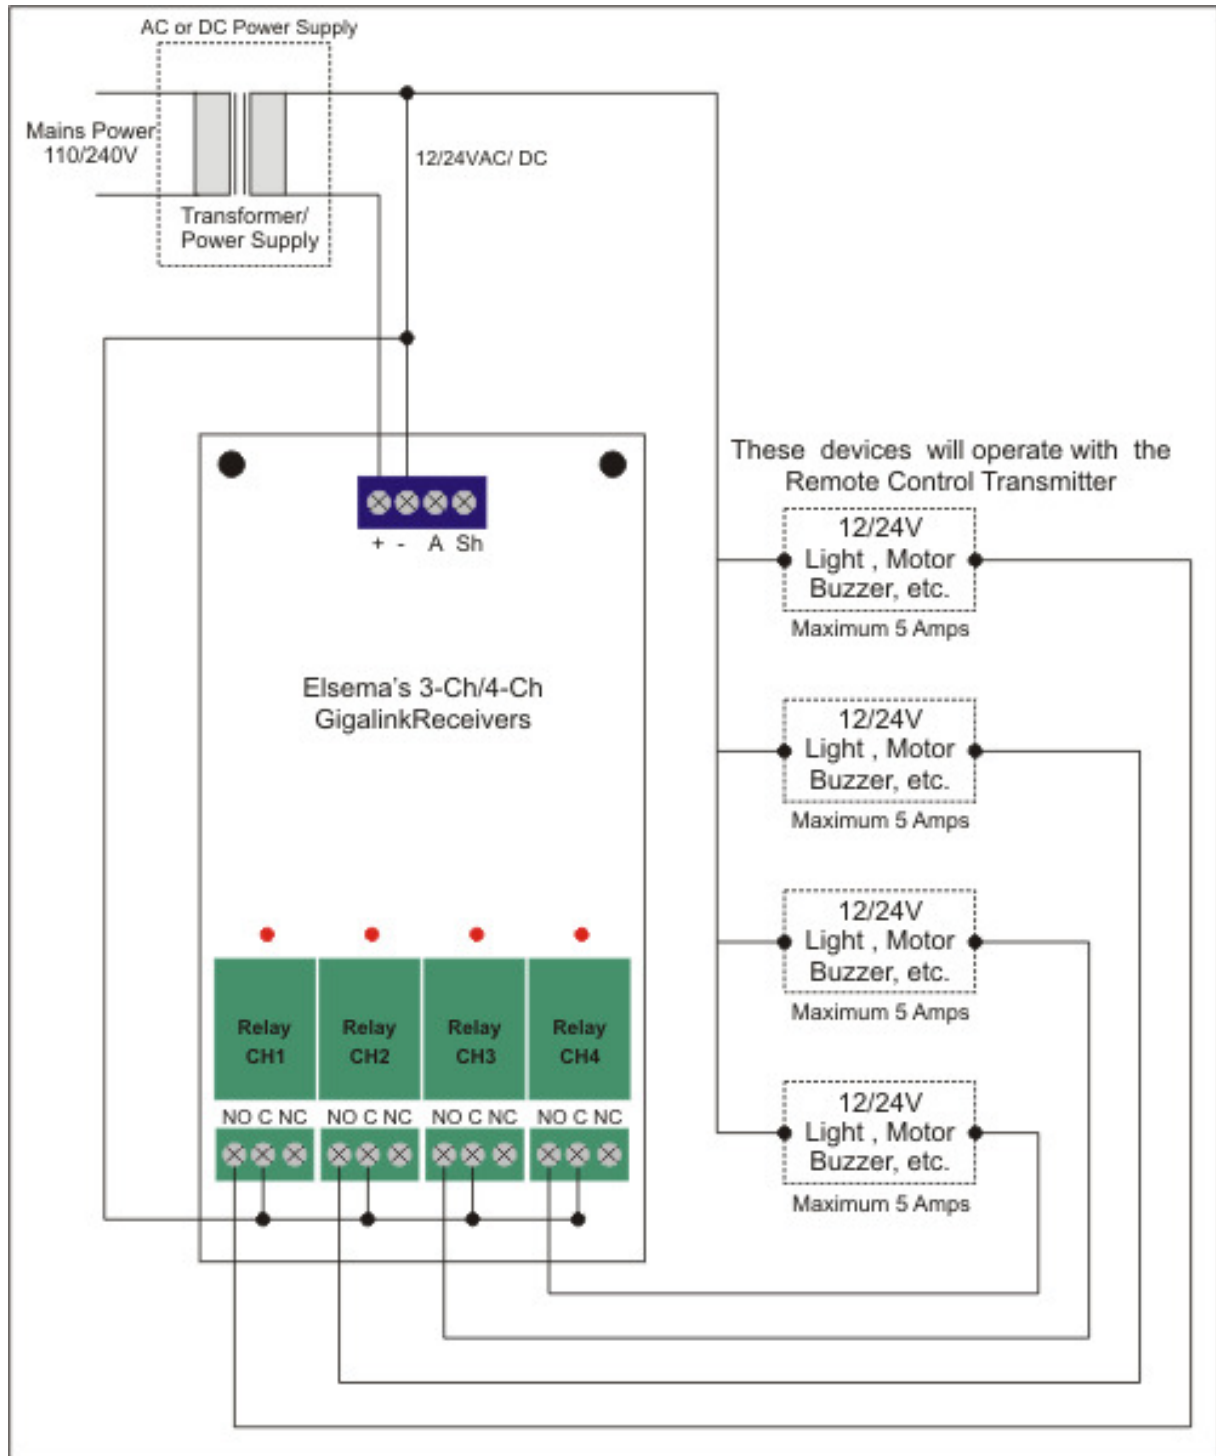 AC or DC Power Supply
Mains Power
110/240V
12/24VAC/ DC
Transformer/
Power Supply
These devices will operate with the
Remote Control Transmitter
+ - A Sh
12/24V
Light , Motor
Buzzer, etc.
Maximum 5 Amps
Elsema's 3-Ch/4-Ch
GigalinkReceivers
12/24V
Light , Motor
Buzzer, etc.
Maximum 5 Amps
12/24V
Light , Motor
Buzzer, etc.
Maximum 5 Amps
Relay
CH1
Relay
CH2
Relay
CH3
Relay
CH4
NO C NC
NO C NC
NO C NC
NO C NC
12/24V
Light , Motor
Buzzer, etc.
Maximum 5 Amps